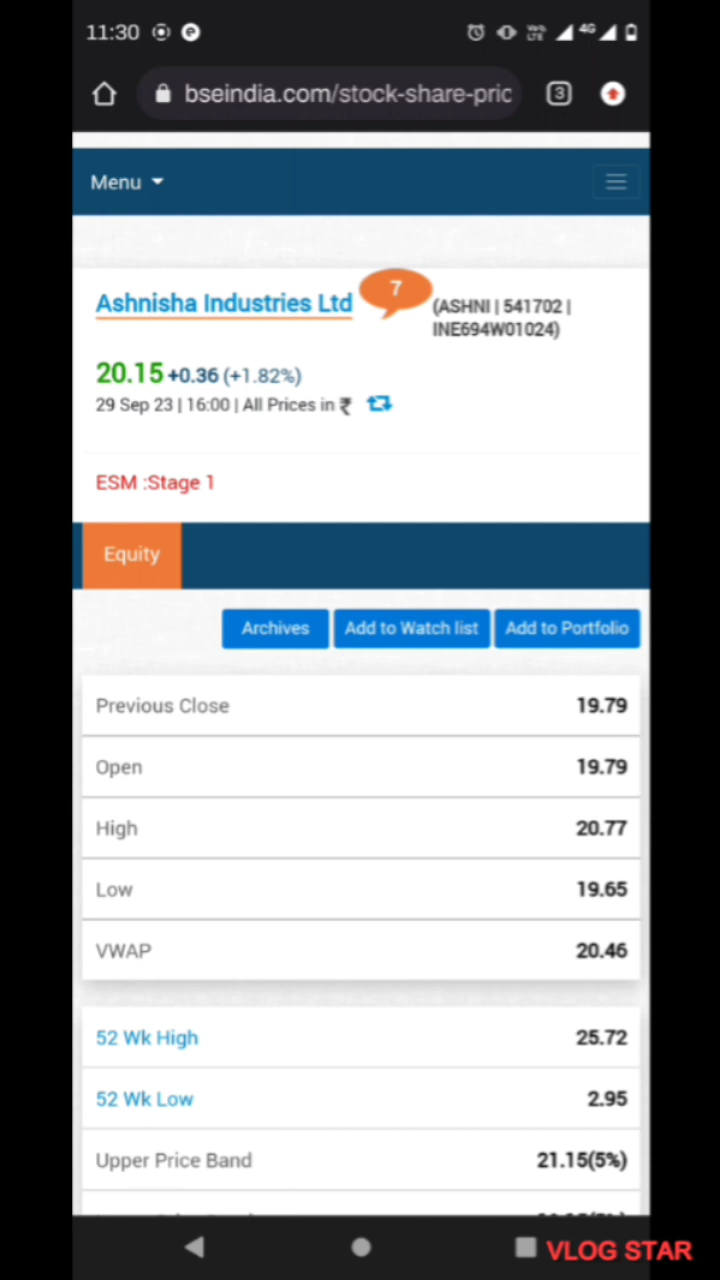 11:30
Vo)) LTE 4G
bseindia.com/stock-share-pric
3
Menu
Ashnisha Industries Ltd
7
(ASHNI | 541702 |
INE694W01024)
20.15 +0.36 (+1.82%)
29 Sep 23 | 16:00 | All Prices in ₹
ESM :Stage 1
Equity
Archives
Add to Watch list
Add to Portfolio
Previous Close 19.79
Open 19.79
High 20.77
Low 19.65
VWAP 20.46
52 Wk High 25.72
52 Wk Low 2.95
Upper Price Band 21.15(5%)
VLOG STAR